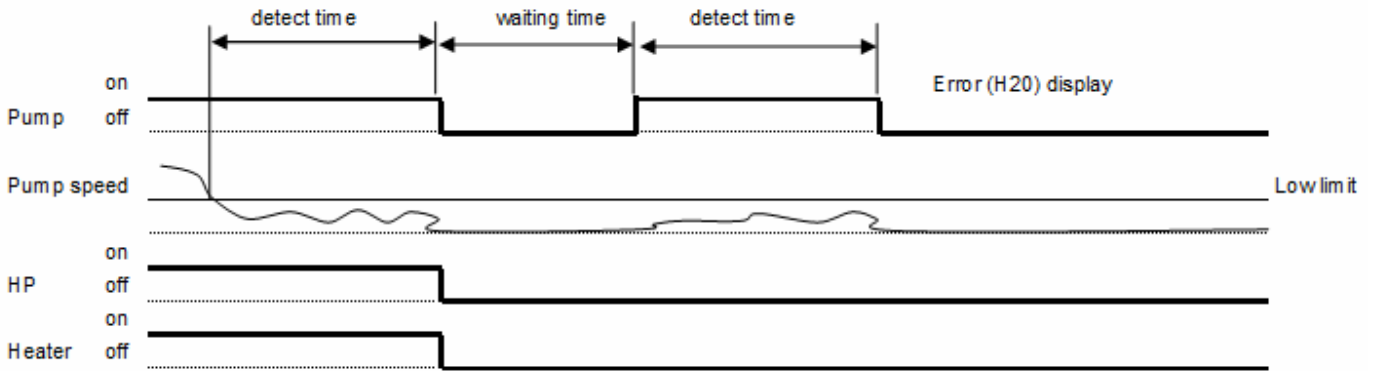 detect time waiting time detect time
on Error (H20) display
Pump off
Pump speed Low limit
on
HP off
on
Heater off